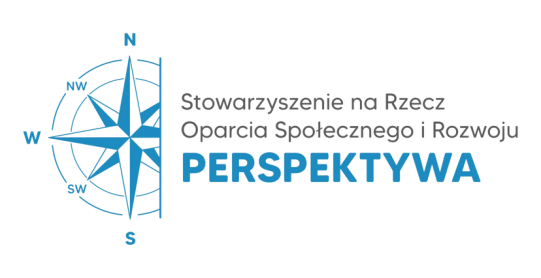 N
NW
W
SW
S
Stowarzyszenie na Rzecz
Oparcia Społecznego i Rozwoju
PERSPEKTYWA